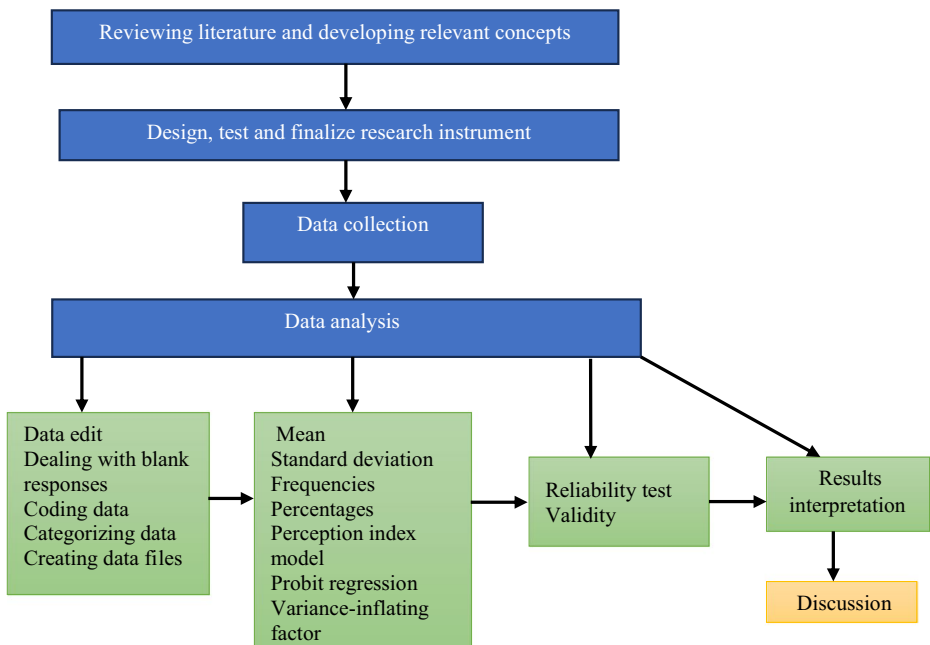 Reviewing literature and developing relevant concepts
Design, test and finalize research instrument
Data collection
Data analysis
Data edit
Dealing with blank
responses
Coding data
Categorizing data
Creating data files
Mean
Standard deviation
Frequencies
Percentages
Perception index
model
Probit regression
Variance-inflating
factor
Reliability test
Validity
Results
interpretation
Discussion